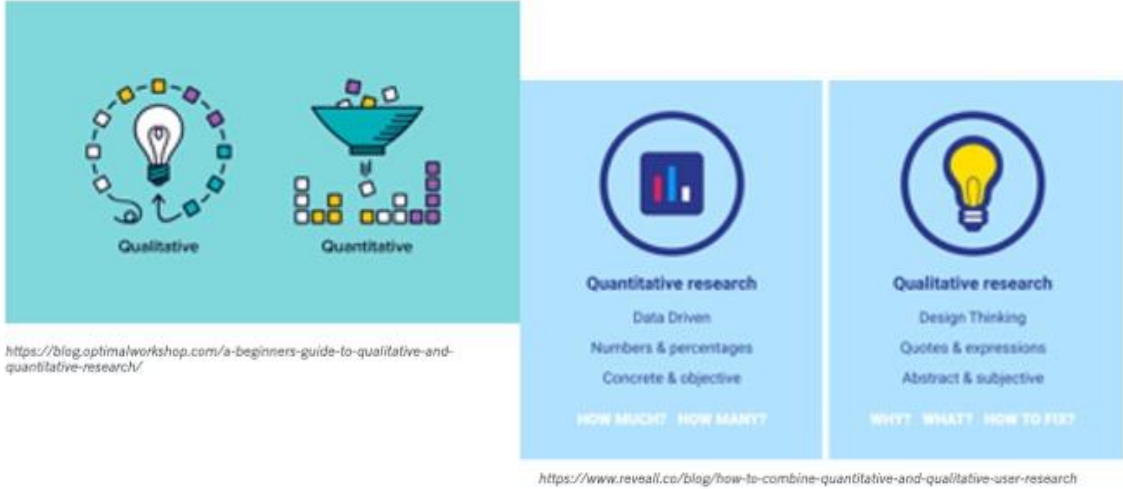 Qualitative
Quantitative
https://blog.optimalworkshop.com/a-beginners-guide-to-qualitative-and-
quantitative-research/
Quantitative research
Data Driven
Numbers & percentages
Concrete & objective
HOW MUCH? HOW MANY?
Qualitative research
Design Thinking
Quotes & expressions
Abstract & subjective
WHY? WHAT? HOW TO FIX?
https://www.reveall.co/blog/how-to-combine-quantitative-and-qualitative-user-research